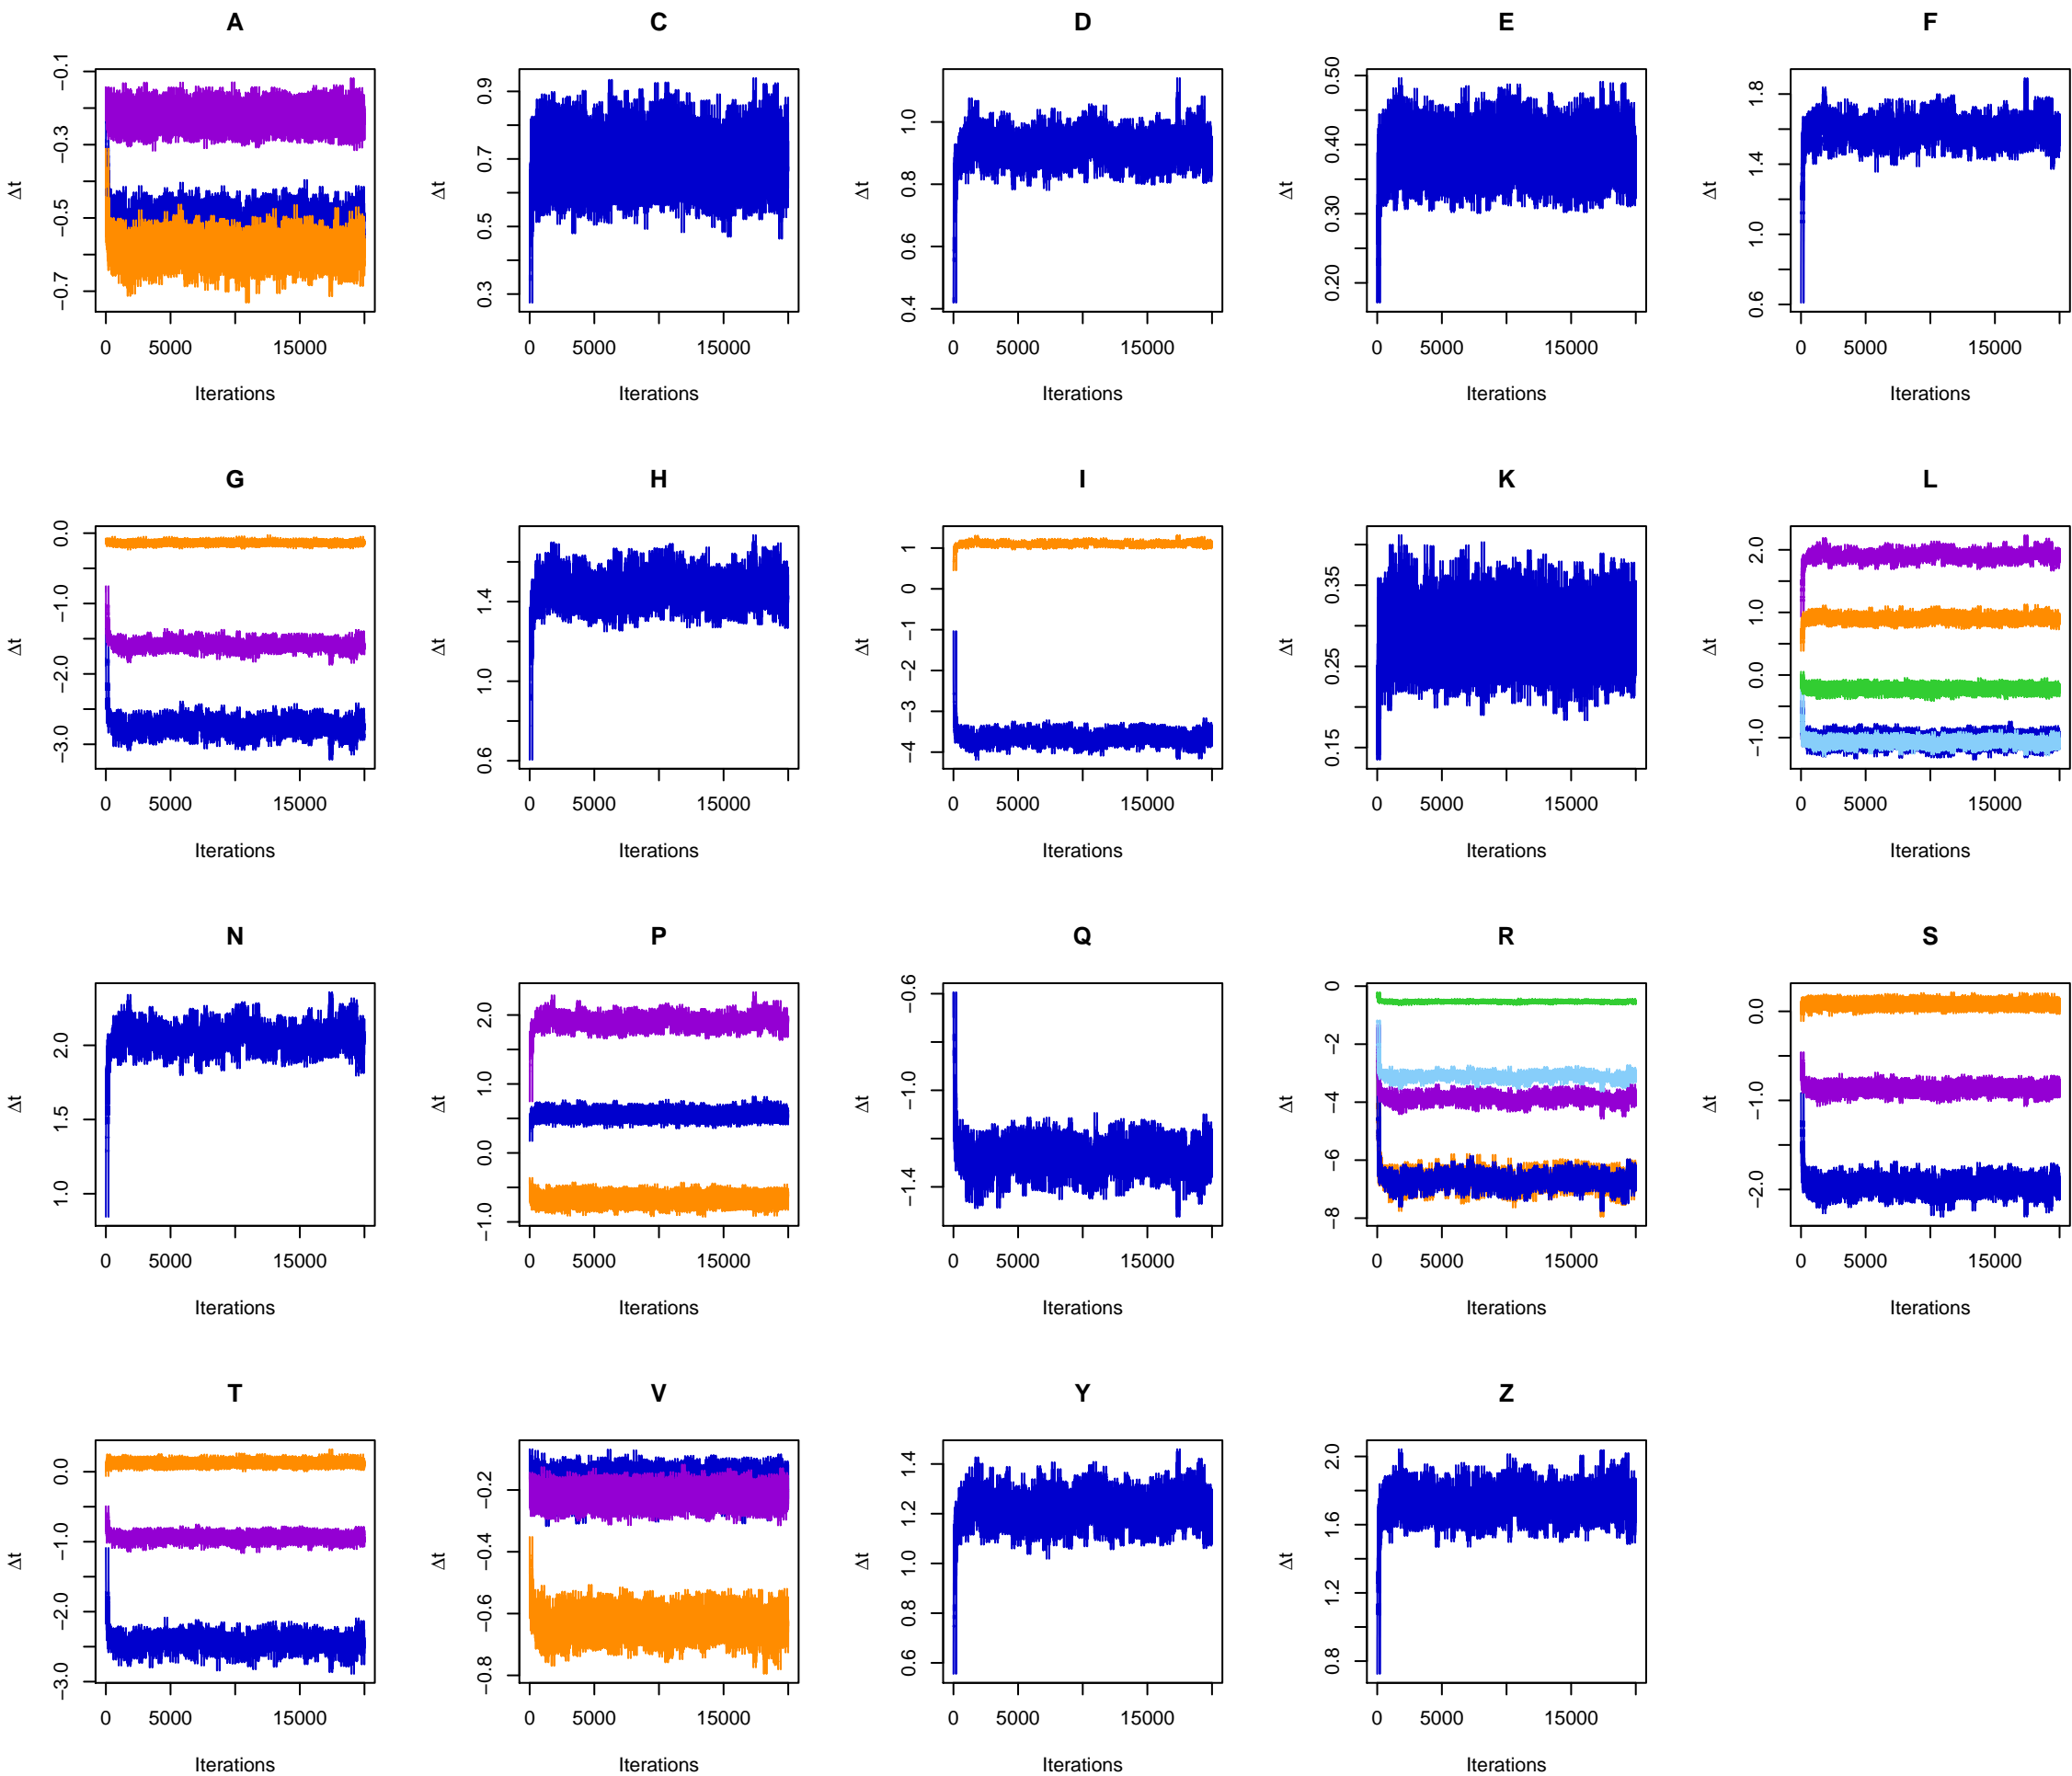 A C D E F
Δt -0.1 -0.3 -0.5 -0.7 0 5000 15000 Iterations
Δt 0.9 0.7 0.5 0.3 0 5000 15000 Iterations
Δt 1.0 0.8 0.6 0.4 0 5000 15000 Iterations
Δt 0.50 0.40 0.30 0.20 0 5000 15000 Iterations
Δt 1.8 1.4 1.0 0.6 0 5000 15000 Iterations
G H I K L
Δt 0.0 -1.0 -2.0 -3.0 0 5000 15000 Iterations
Δt 1.4 1.0 0.6 0 5000 15000 Iterations
Δt 1 0 -1 -2 -3 -4 0 5000 15000 Iterations
Δt 0.35 0.25 0.15 0 5000 15000 Iterations
Δt 2.0 1.0 0.0 -1.0 0 5000 15000 Iterations
N P Q R S
Δt 2.0 1.5 1.0 0 5000 15000 Iterations
Δt 2.0 1.0 0.0 -1.0 0 5000 15000 Iterations
Δt -0.6 -1.0 -1.4 0 5000 15000 Iterations
Δt 0 -2 -4 -6 -8 0 5000 15000 Iterations
Δt 0.0 -1.0 -2.0 0 5000 15000 Iterations
T V Y Z
Δt 0.0 -1.0 -2.0 -3.0 0 5000 15000 Iterations
Δt -0.2 -0.4 -0.6 -0.8 0 5000 15000 Iterations
Δt 1.4 1.2 1.0 0.8 0.6 0 5000 15000 Iterations
Δt 2.0 1.6 1.2 0.8 0 5000 15000 Iterations